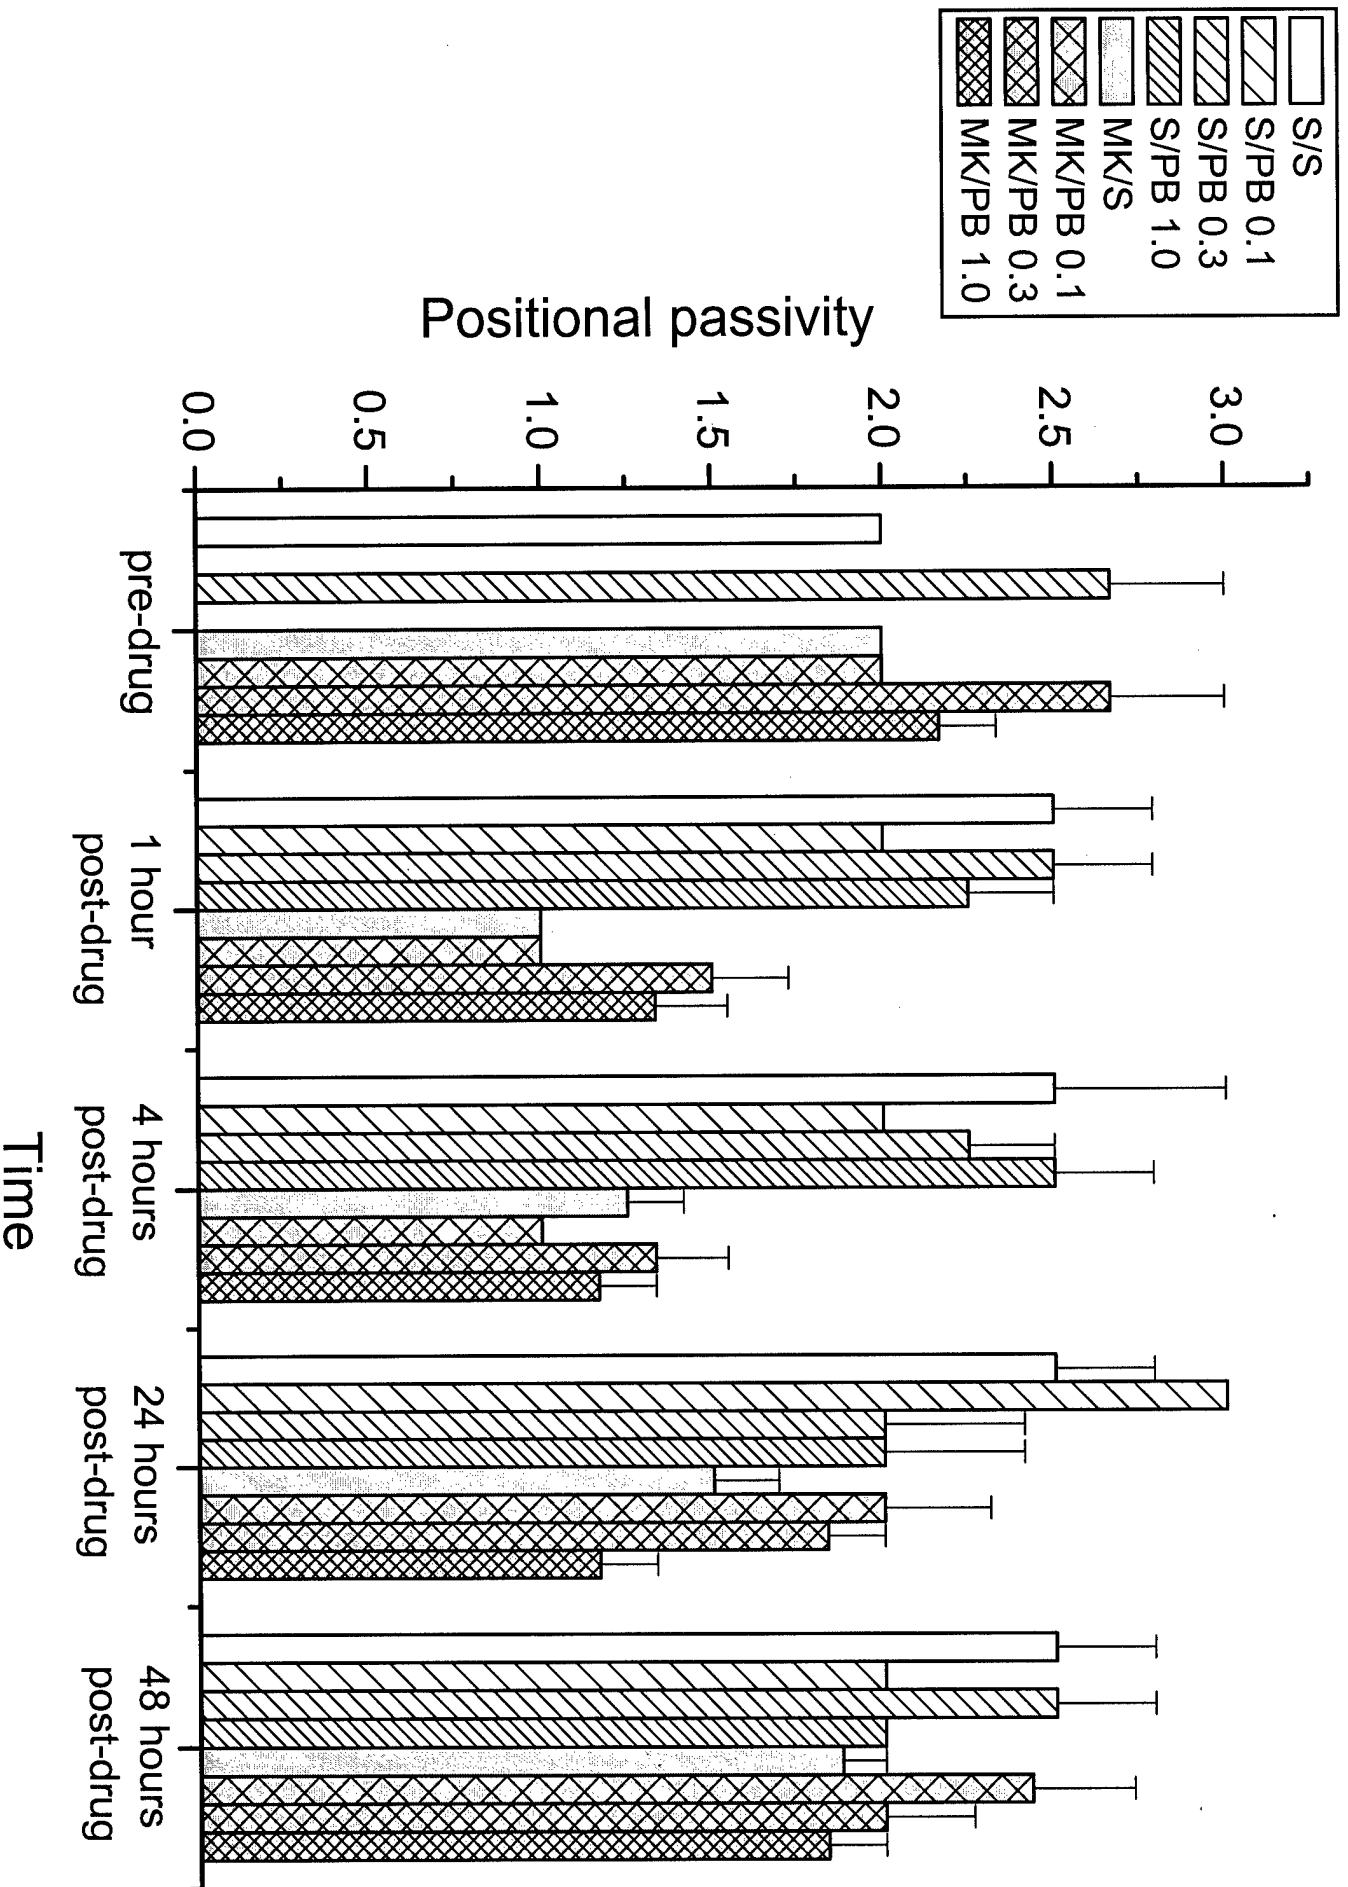 S/S
S/PB 0.1
S/PB 0.3
S/PB 1.0
MK/S
MK/PB 0.1
MK/PB 0.3
MK/PB 1.0
Positional passivity
3.0
2.5
2.0
1.5
1.0
0.5
0.0
pre-drug
1 hour
post-drug
4 hours
post-drug
24 hours
post-drug
48 hours
post-drug
Time